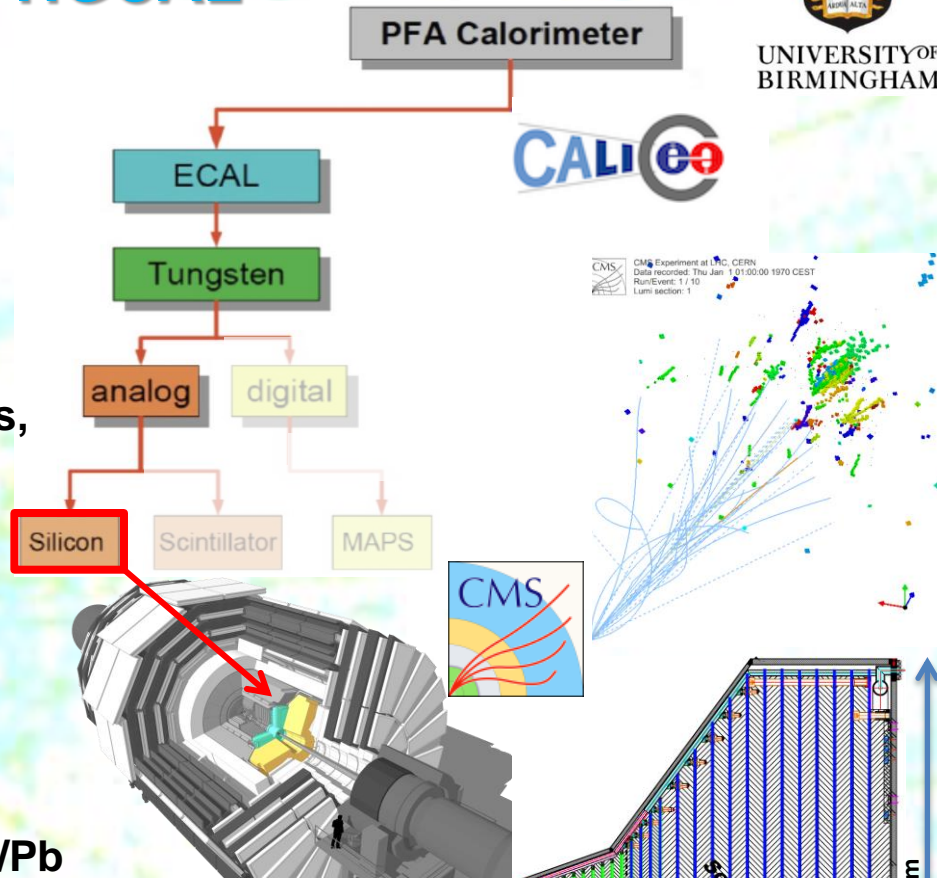 PFA Calorimeter
UNIVERSITY OF
BIRMINGHAM
CALICE
ECAL
Tungsten
CMS Experiment at LHC, CERN
Data recorded: Thu Jan 1 01:00:00 1970 CEST
Run/Event: 1 / 10
Lumi section: 1
analog
digital
s,
Silicon
Scintillator
MAPS
CMS
/Pb
m